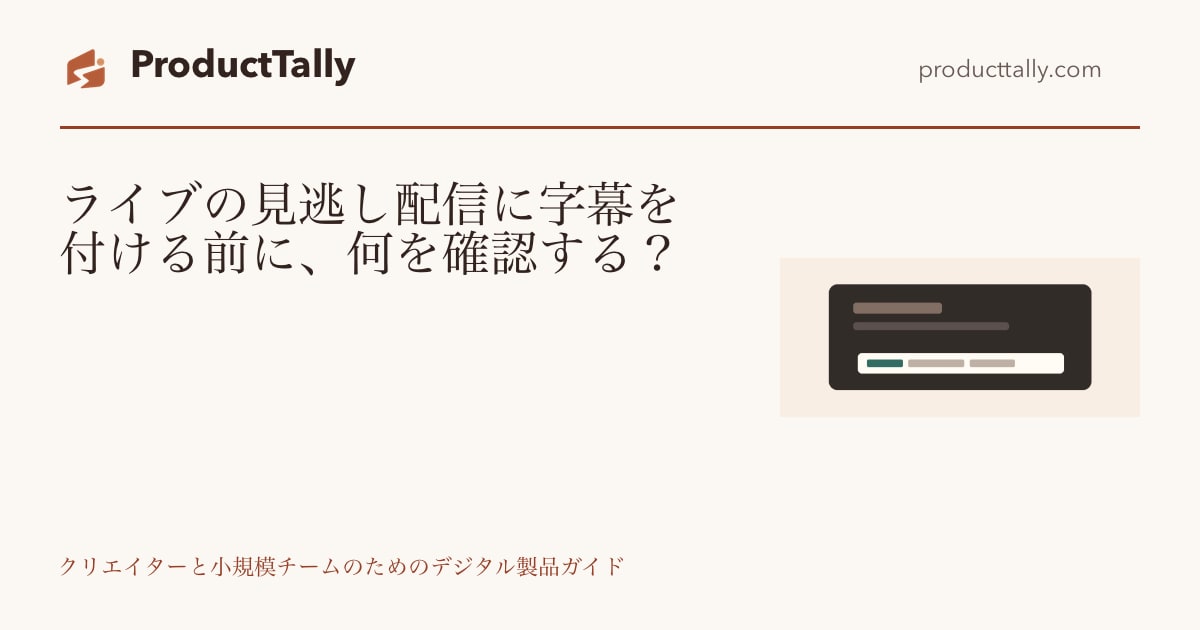 ProductTally
producttally.com
ライブの見逃し配信に字幕を
付ける前に、何を確認する？
クリエイターと小規模チームのためのデジタル製品ガイド